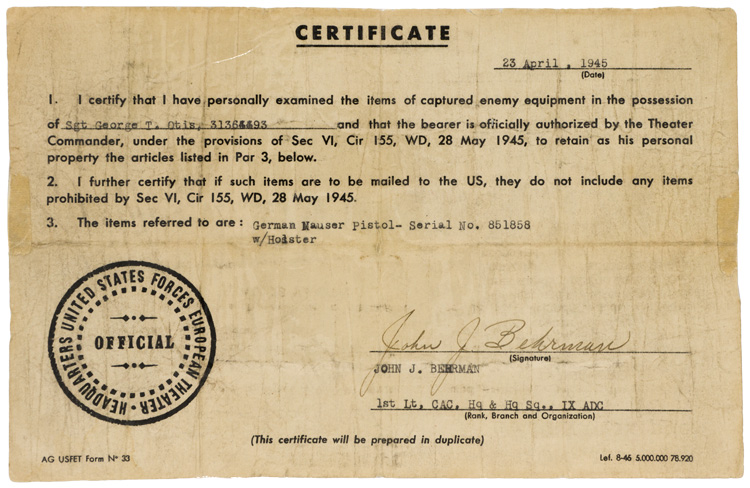 CERTIFICATE
23 April, 1945
(Date)
1. I certify that I have personally examined the items of captured enemy equipment in the possession
of Sgt George T. Otis, and that the bearer is officially authorized by the Theater
Commander, under the provisions of Sec VI, Cir 155, WD, 28 May 1945, to retain as his personal
property the articles listed in Par 3, below.
2. I further certify that if such items are to be mailed to the US, they do not include any items
prohibited by Sec VI, Cir 155, WD, 28 May 1945.
3. The items referred to are: German Mauser Pistol- Serial No. 851858
w/Holster
HEADQUARTERS UNITED STATES FORCES EUROPEAN THEATER
OFFICIAL
John J. Behrman
(Signature)
JOHN J. BEHRMAN
1st Lt, CAC, Hq & Hq Sq., IX ADC
(Rank, Branch and Organization)
(This certificate will be prepared in duplicate)
AG USFET Form Nº 33
Lef. 8-45 5.000.000 78.920